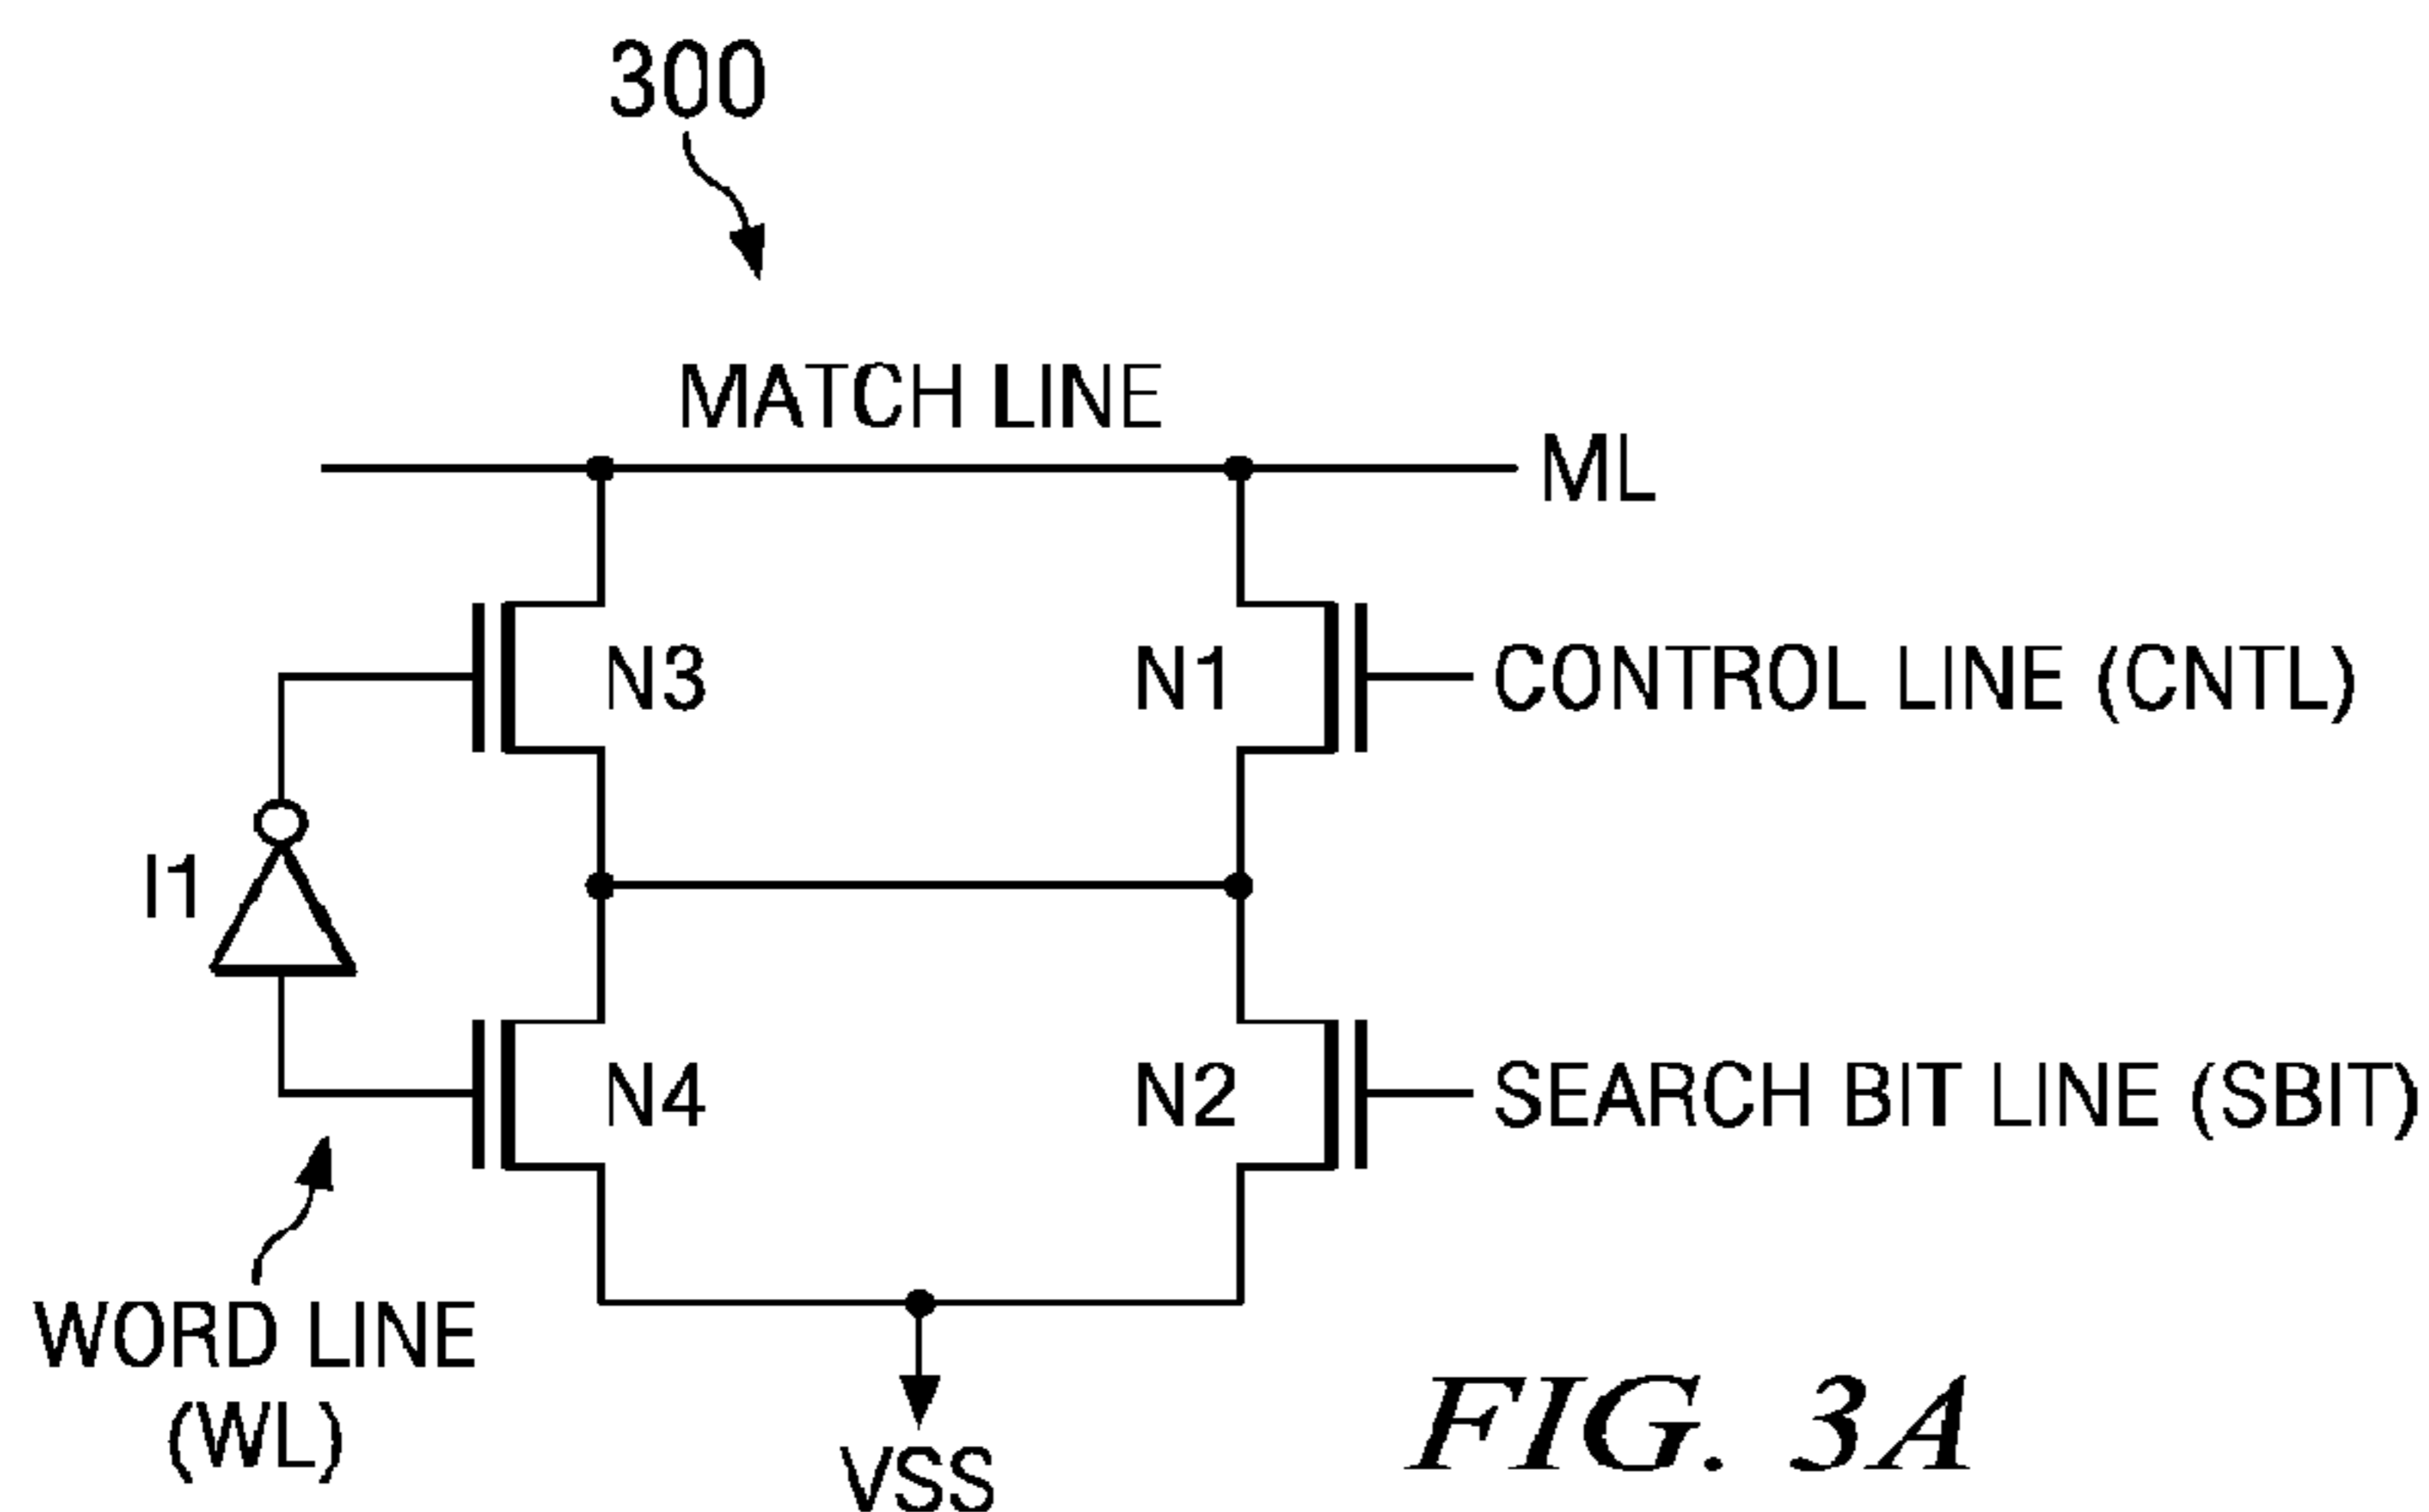 300
MATCH LINE
ML
N3
N1
CONTROL LINE (CNTL)
I1
N4
N2
SEARCH BIT LINE (SBIT)
WORD LINE
(WL)
VSS
FIG. 3A